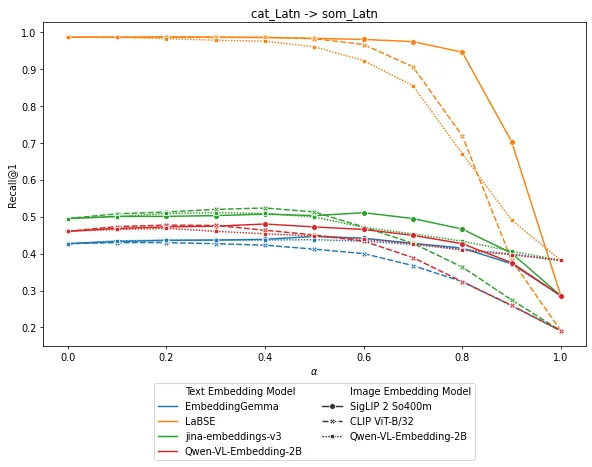 cat_Latn -> som_Latn
Recall@1
1.0
0.9
0.8
0.7
0.6
0.5
0.4
0.3
0.2
0.0 0.2 0.4 0.6 0.8 1.0
α
Text Embedding Model Image Embedding Model
EmbeddingGemma SigLIP 2 So400m
LaBSE CLIP ViT-B/32
jina-embeddings-v3 Qwen-VL-Embedding-2B
Qwen-VL-Embedding-2B